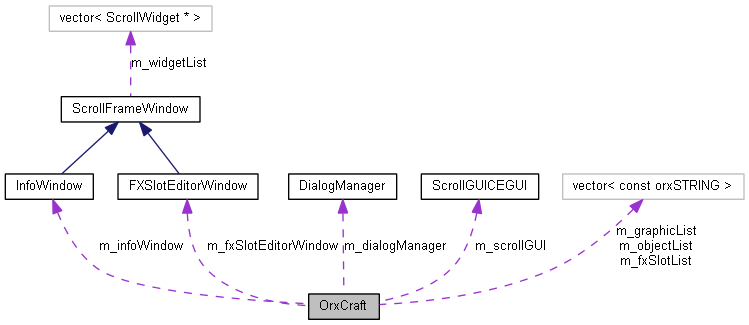 vector< ScrollWidget * >
m_widgetList
ScrollFrameWindow
InfoWindow
FXSlotEditorWindow
DialogManager
ScrollGUICEGUI
vector< const orxSTRING >
m_infoWindow
m_fxSlotEditorWindow
m_dialogManager
m_scrollGUI
m_graphicList
m_objectList
m_fxSlotList
OrxCraft